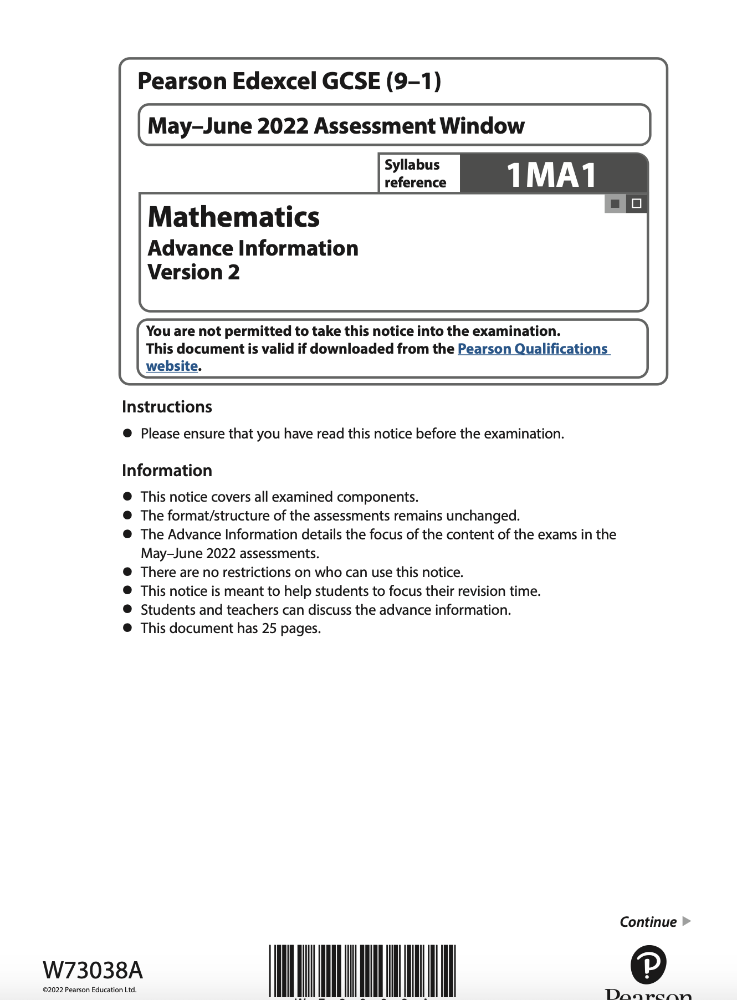 Pearson Edexcel GCSE (9–1)
May–June 2022 Assessment Window
Syllabus
reference
1MA1
Mathematics
Advance Information
Version 2
You are not permitted to take this notice into the examination.
This document is valid if downloaded from the Pearson Qualifications
website.
Instructions
● Please ensure that you have read this notice before the examination.
Information
● This notice covers all examined components.
● The format/structure of the assessments remains unchanged.
● The Advance Information details the focus of the content of the exams in the
May–June 2022 assessments.
● There are no restrictions on who can use this notice.
● This notice is meant to help students to focus their revision time.
● Students and teachers can discuss the advance information.
● This document has 25 pages.
Continue
W73038A
©2022 Pearson Education Ltd.
Pearson